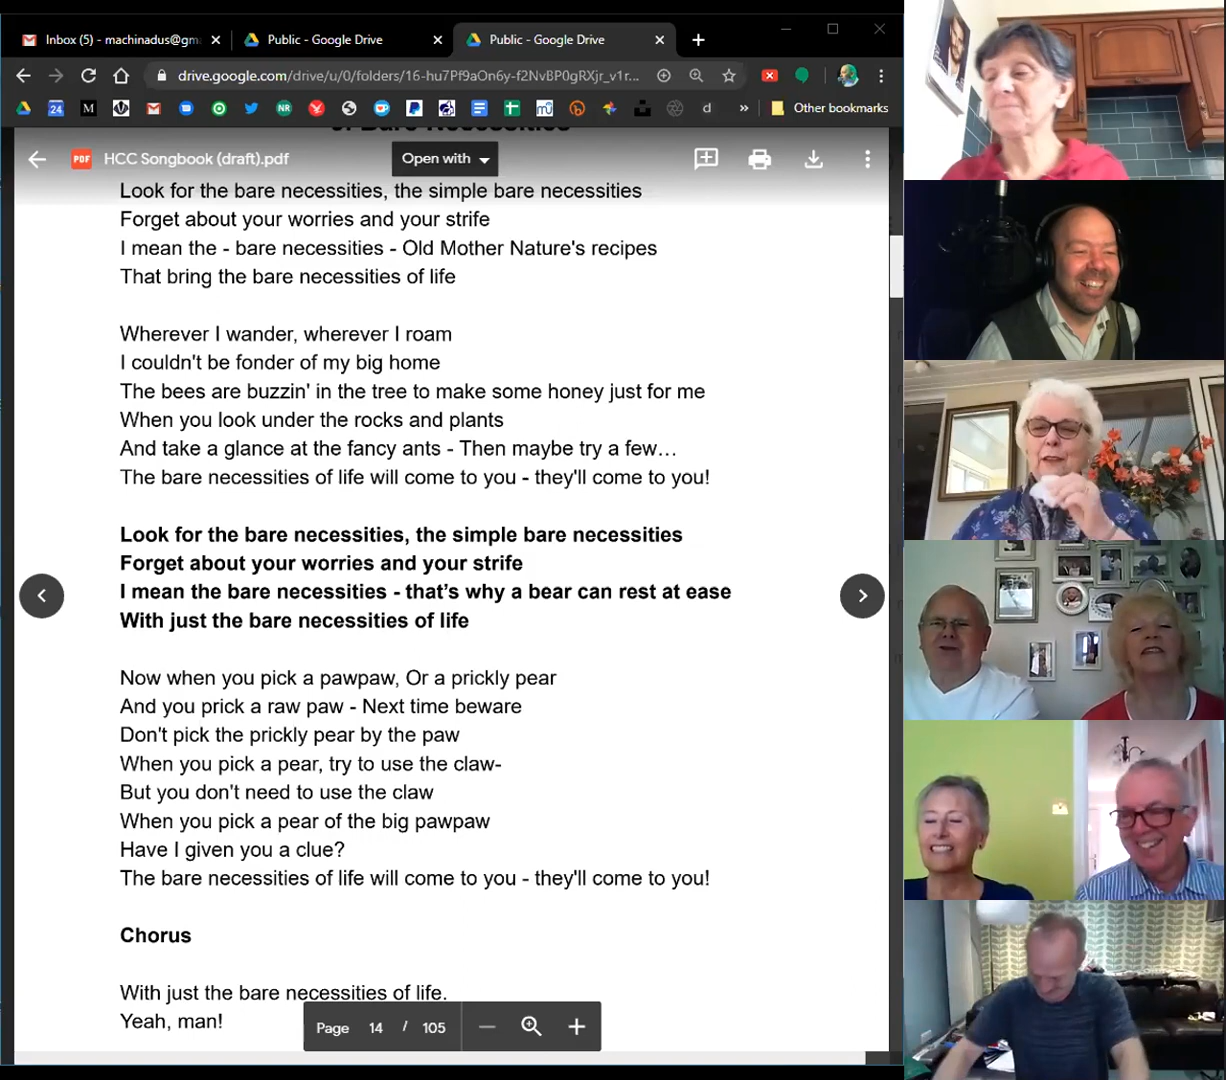 Inbox (5) - machinadus@gm
Public - Google Drive
Public - Google Drive
drive.google.com/drive/u/0/folders/16-hu7Pf9aOn6y-f2NvBP0gRXjr_v1r...
24
M
NR
d
»
Other bookmarks
Bare Necessities
PDF
HCC Songbook (draft).pdf
Open with
Look for the bare necessities, the simple bare necessities
Forget about your worries and your strife
I mean the - bare necessities - Old Mother Nature's recipes
That bring the bare necessities of life
Wherever I wander, wherever I roam
I couldn't be fonder of my big home
The bees are buzzin' in the tree to make some honey just for me
When you look under the rocks and plants
And take a glance at the fancy ants - Then maybe try a few…
The bare necessities of life will come to you - they'll come to you!
Look for the bare necessities, the simple bare necessities
Forget about your worries and your strife
I mean the bare necessities - that’s why a bear can rest at ease
With just the bare necessities of life
Now when you pick a pawpaw, Or a prickly pear
And you prick a raw paw - Next time beware
Don't pick the prickly pear by the paw
When you pick a pear, try to use the claw-
But you don't need to use the claw
When you pick a pear of the big pawpaw
Have I given you a clue?
The bare necessities of life will come to you - they'll come to you!
Chorus
With just the bare necessities of life.
Yeah, man!
Page 14 / 105